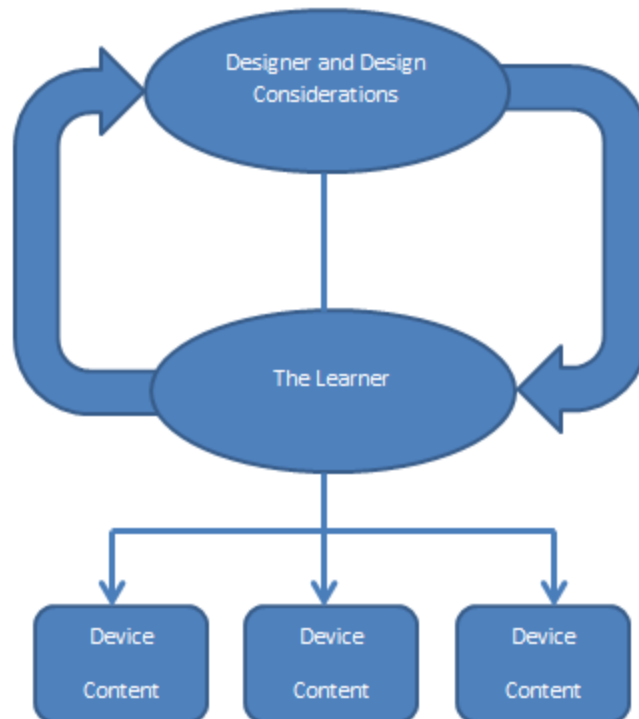 Designer and Design
Considerations
The Learner
Device
Content
Device
Content
Device
Content